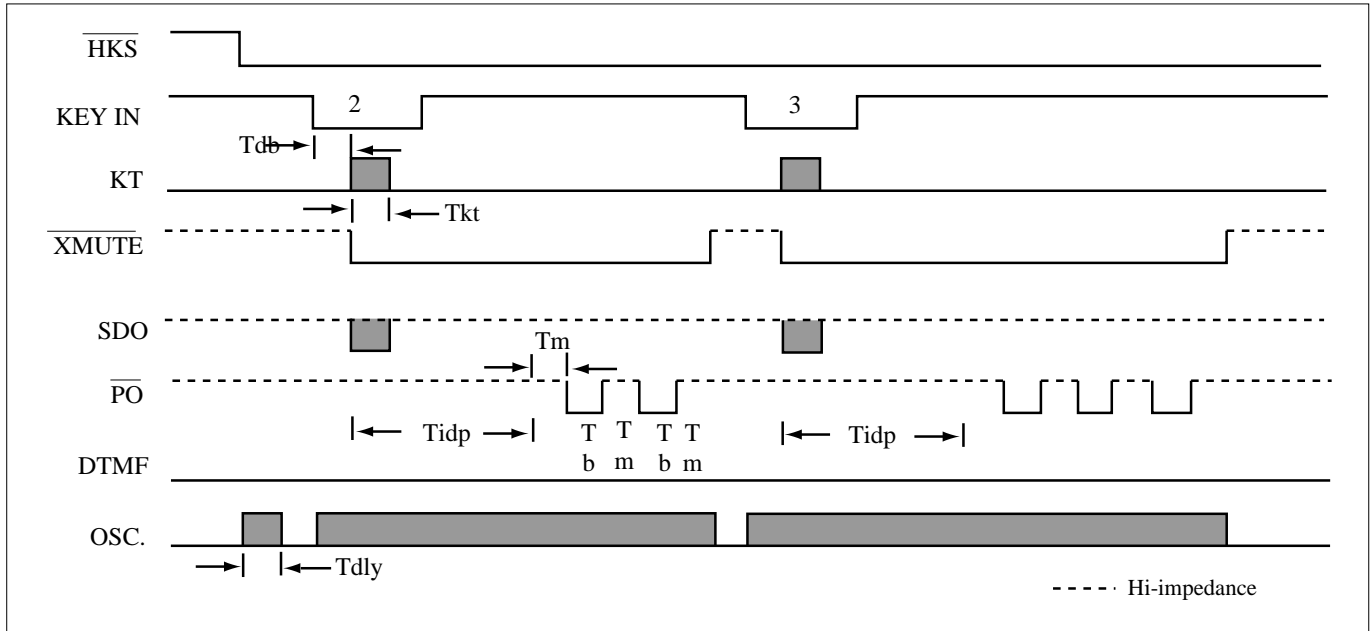 HKS
KEY IN
2
3
Tdb
KT
Tkt
XMUTE
SDO
Tm
PO
Tidp
T b
T m
T b
T m
Tidp
DTMF
OSC.
Tdly
Hi-impedance